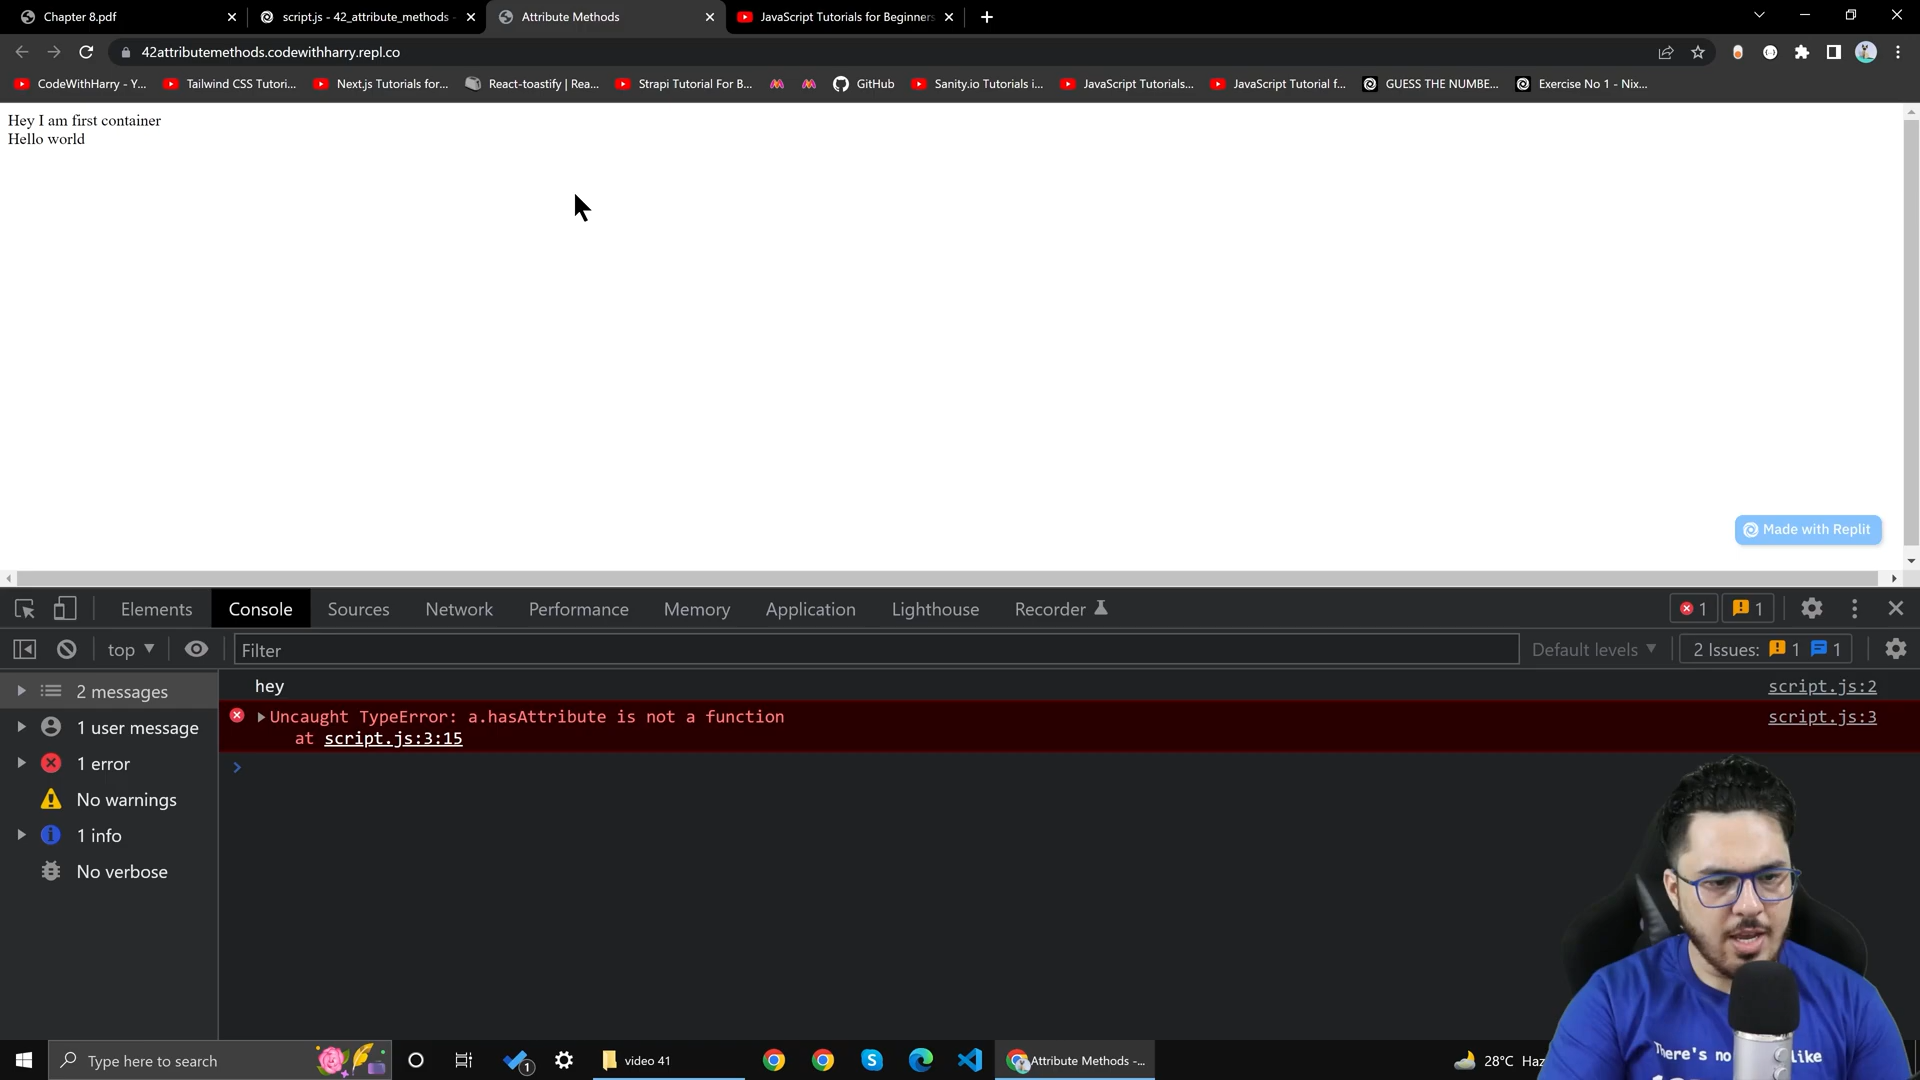 Chapter 8.pdf
script.js - 42_attribute_methods -
Attribute Methods
JavaScript Tutorials for Beginners
42attributemethods.codewithharry.repl.co
CodeWithHarry - Y...
Tailwind CSS Tutori...
Next.js Tutorials for...
React-toastify | Rea...
Strapi Tutorial For B...
GitHub
Sanity.io Tutorials i...
JavaScript Tutorials...
JavaScript Tutorial f...
GUESS THE NUMBE...
Exercise No 1 - Nix...
Hey I am first container
Hello world
Made with Replit
Elements
Console
Sources
Network
Performance
Memory
Application
Lighthouse
Recorder
1
1
top
Filter
Default levels
2 Issues: 1 1
2 messages
1 user message
1 error
No warnings
1 info
No verbose
hey
script.js:2
Uncaught TypeError: a.hasAttribute is not a function
script.js:3
at script.js:3:15
>
There's no like
Type here to search
1
video 41
Attribute Methods -...
28°C Haz